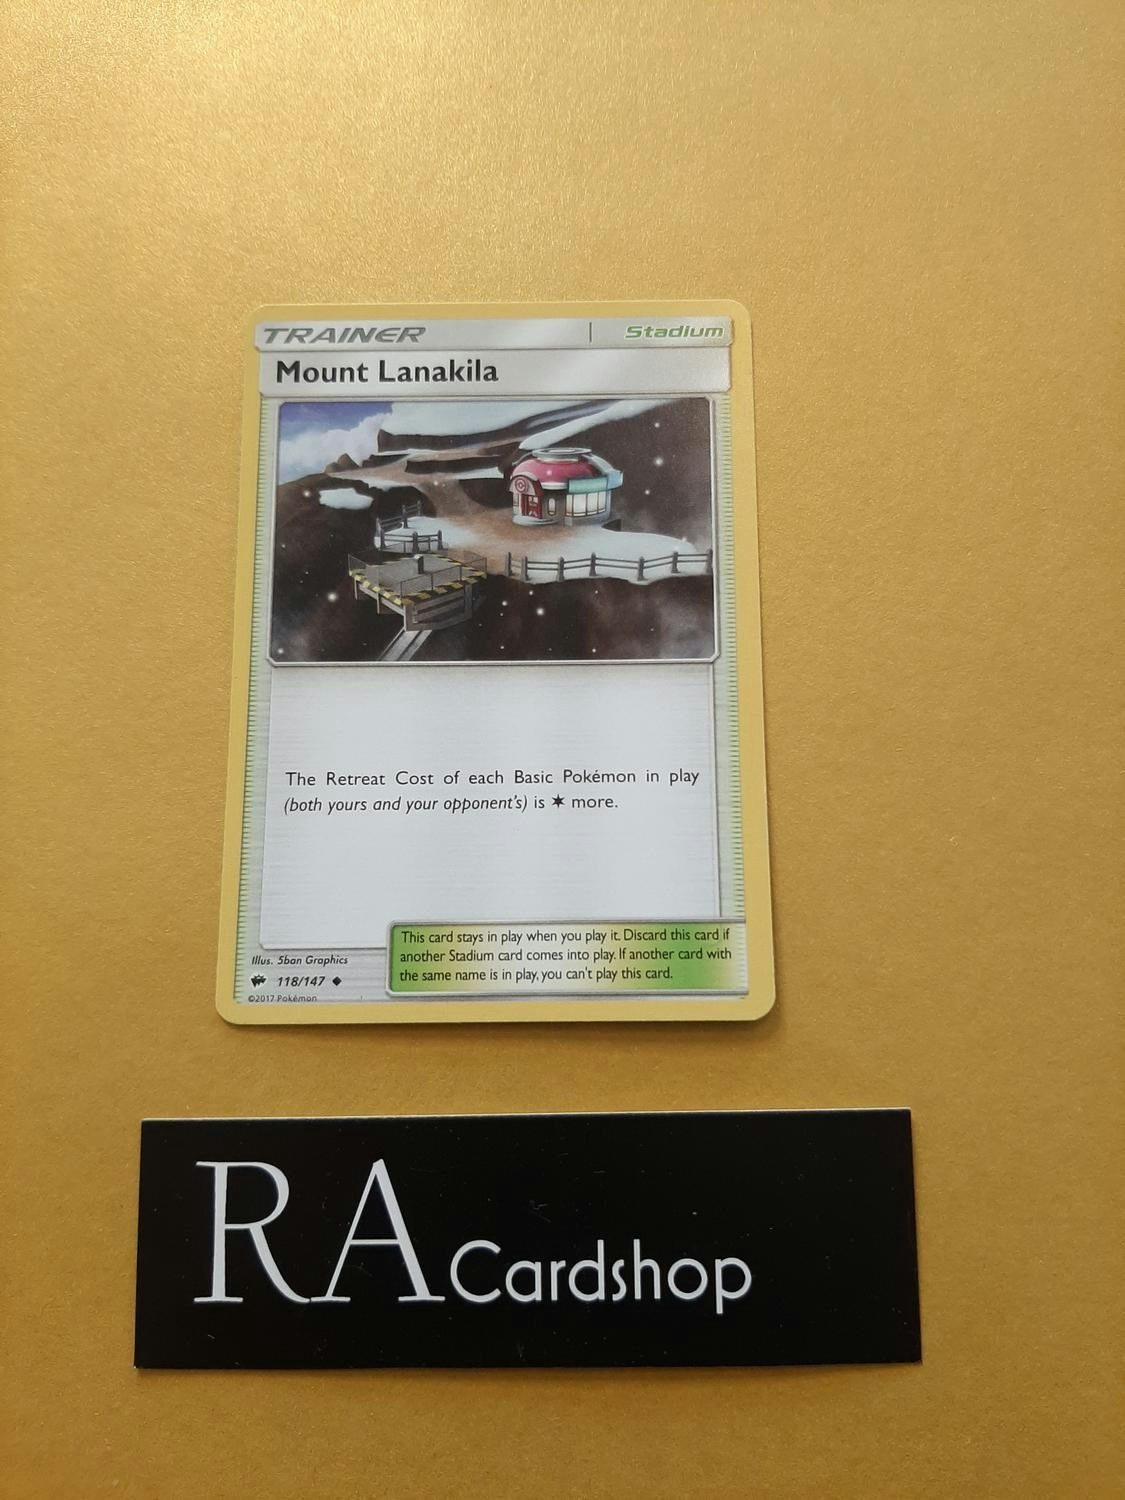 TRAINER Stadium
Mount Lanakila
The Retreat Cost of each Basic Pokémon in play
(both yours and your opponent's) is ✶ more.
This card stays in play when you play it. Discard this card if
another Stadium card comes into play. If another card with
the same name is in play, you can't play this card.
Illus. 5ban Graphics
118/147 ◆
©2017 Pokémon
RA Cardshop